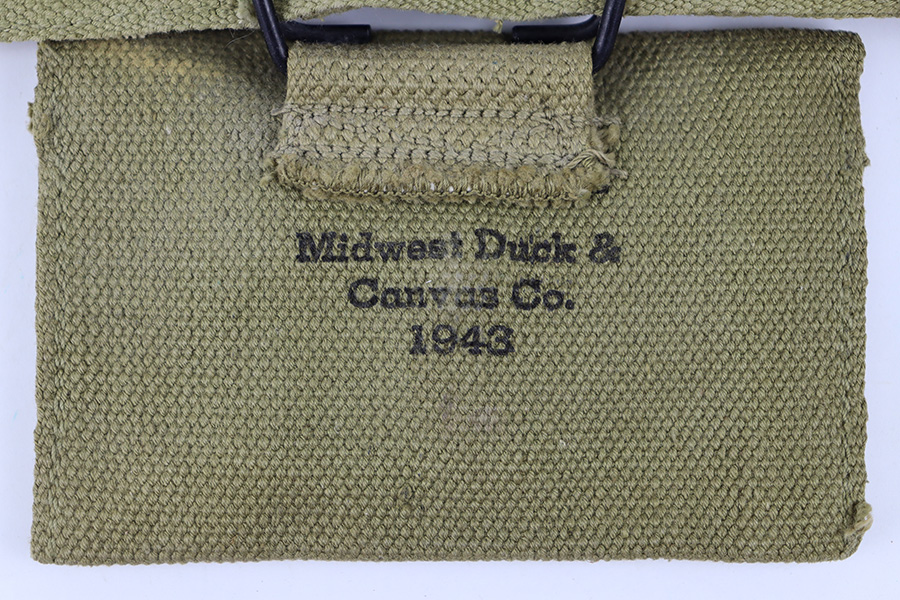 Midwest Duck &
Canvas Co.
1943